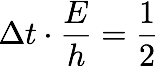 Δt · E/h = 1/2